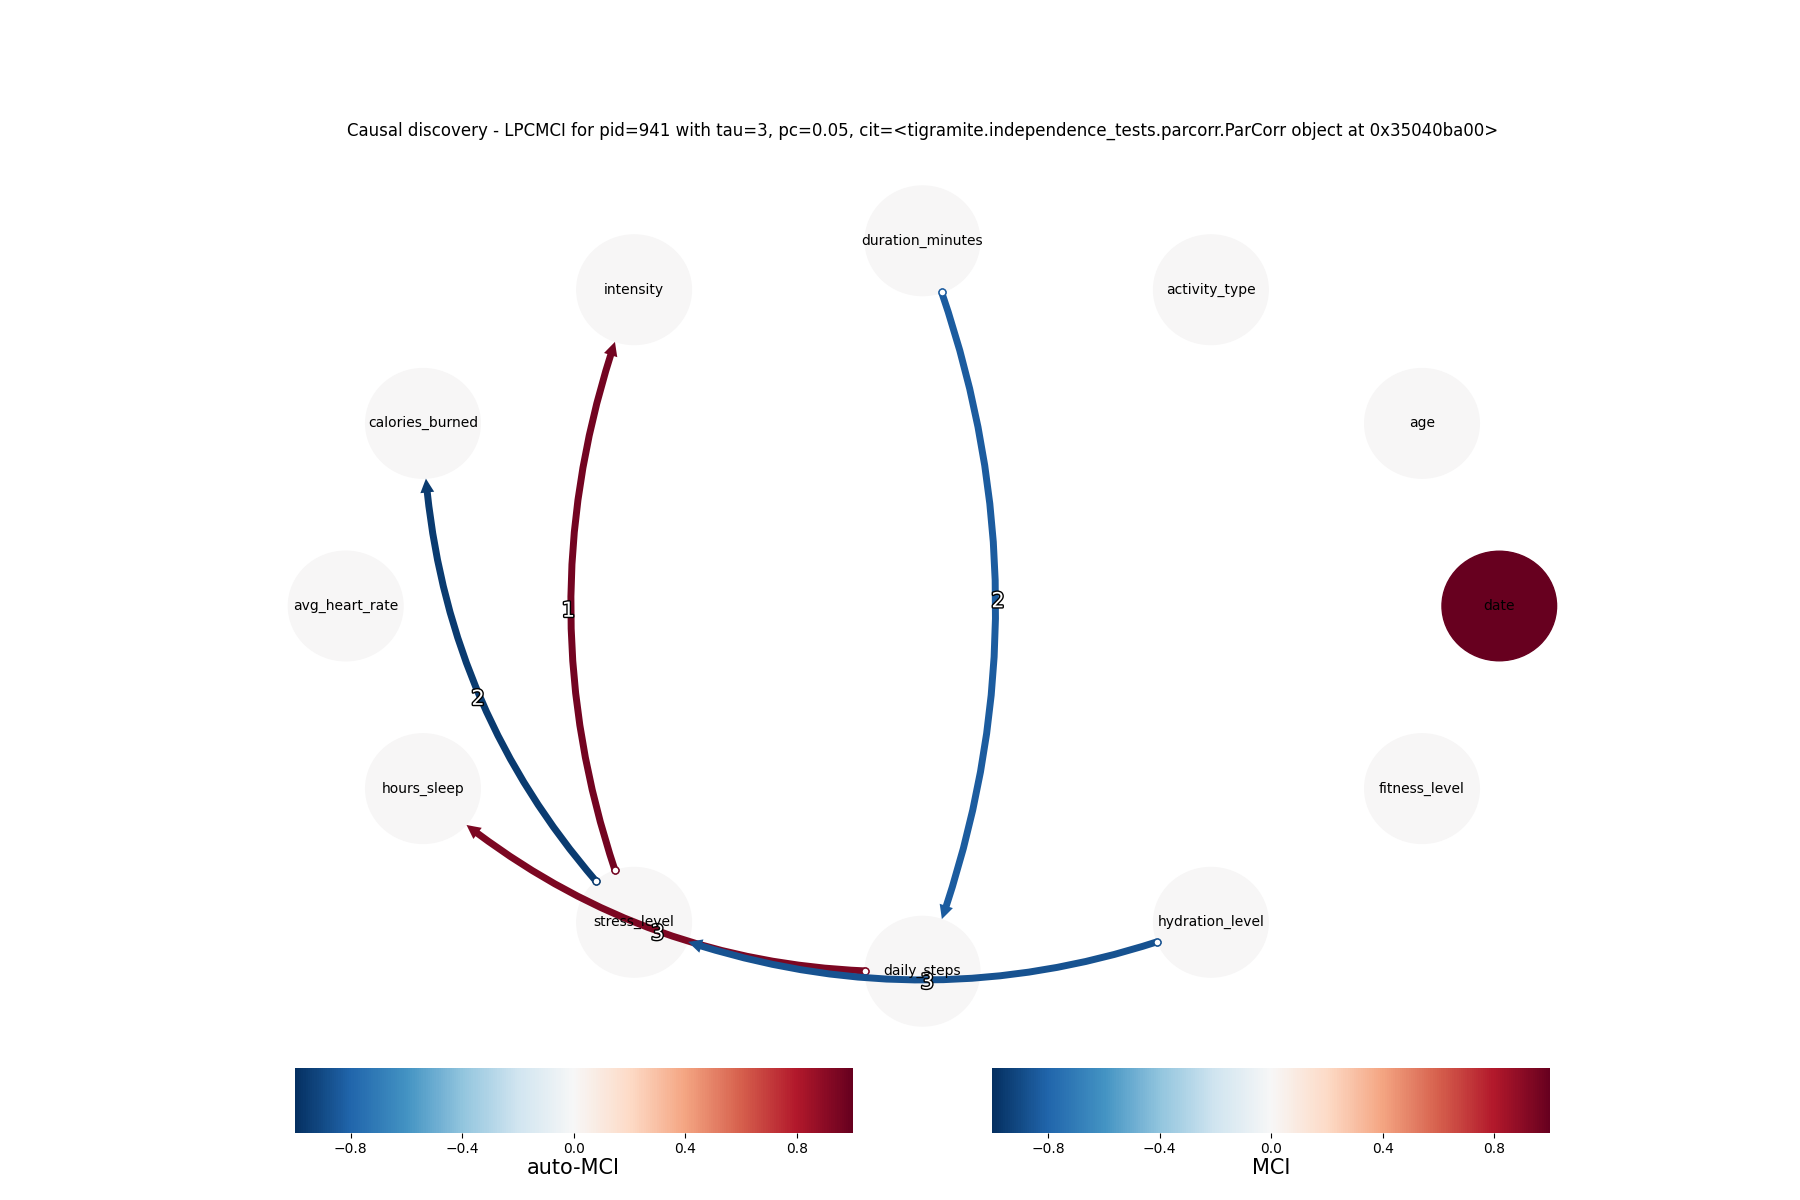 Causal discovery - LPCMCI for pid=941 with tau=3, pc=0.05, cit=<tigramite.independence_tests.parcorr.ParCorr object at 0x35040ba00>
duration_minutes
intensity
activity_type
calories_burned
age
2
1
avg_heart_rate
date
2
hours_sleep
fitness_level
stress_level
hydration_level
3
daily_steps
3
−0.8 −0.4 0.0 0.4 0.8
auto-MCI
−0.8 −0.4 0.0 0.4 0.8
MCI